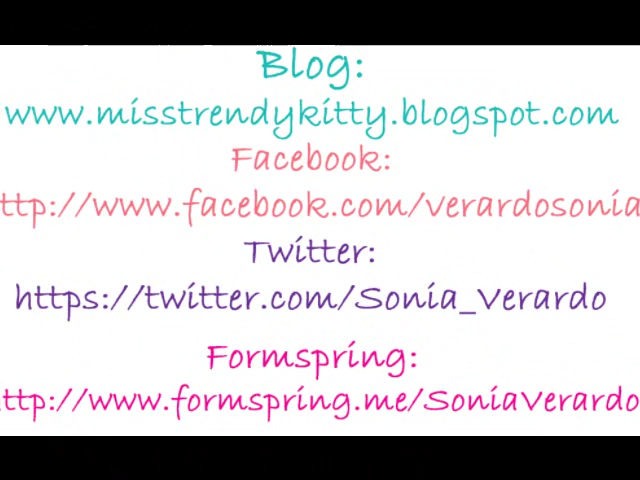 Blog:
www.misstrendykitty.blogspot.com
Facebook:
ttp://www.facebook.com/verardosonia
Twitter:
https://twitter.com/Sonia_Verardo
Formspring:
ttp://www.formspring.me/SoniaVerardo